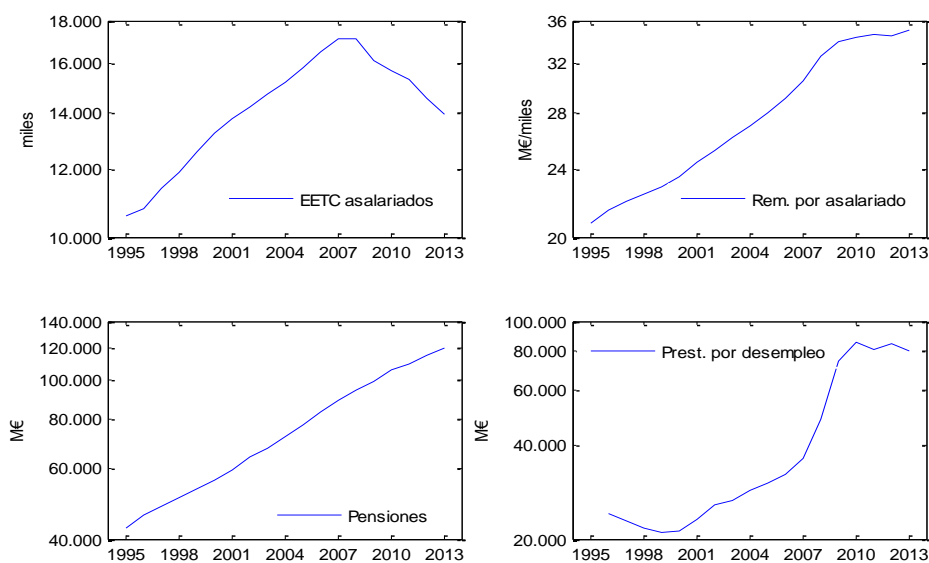 18.000
16.000
14.000
12.000
10.000
miles
EETC asalariados
1995 1998 2001 2004 2007 2010 2013
36
32
28
24
20
M€/miles
Rem. por asalariado
1995 1998 2001 2004 2007 2010 2013
140.000
120.000
100.000
80.000
60.000
40.000
M€
Pensiones
1995 1998 2001 2004 2007 2010 2013
100.000
80.000
60.000
40.000
20.000
M€
Prest. por desempleo
1995 1998 2001 2004 2007 2010 2013